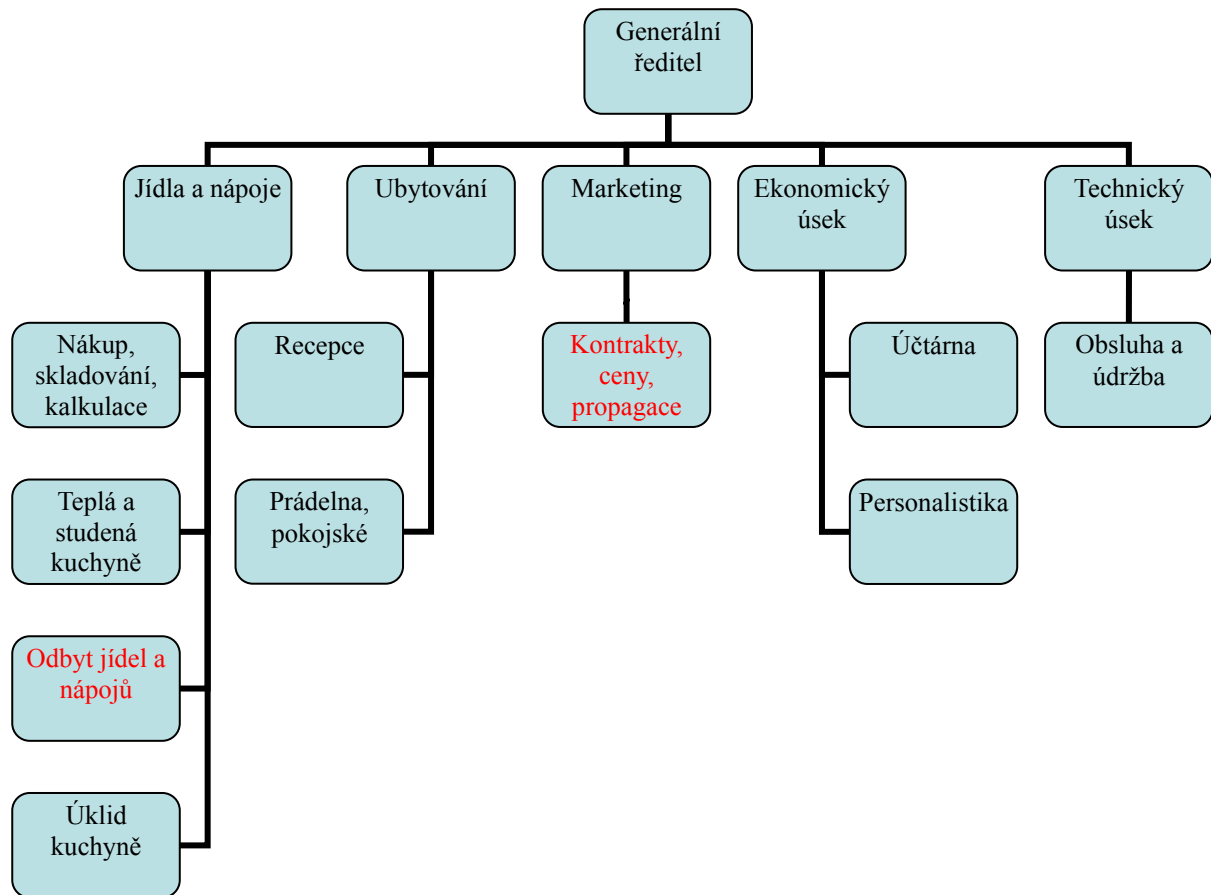 Generální
ředitel
Jídla a nápoje
Ubytování
Marketing
Ekonomický
úsek
Technický
úsek
Nákup,
skladování,
kalkulace
Recepce
Kontrakty,
ceny,
propagace
Účtárna
Obsluha a
údržba
Teplá a
studená
kuchyně
Prádelna,
pokojské
Personalistika
Odbyt jídel a
nápojů
Úklid
kuchyně